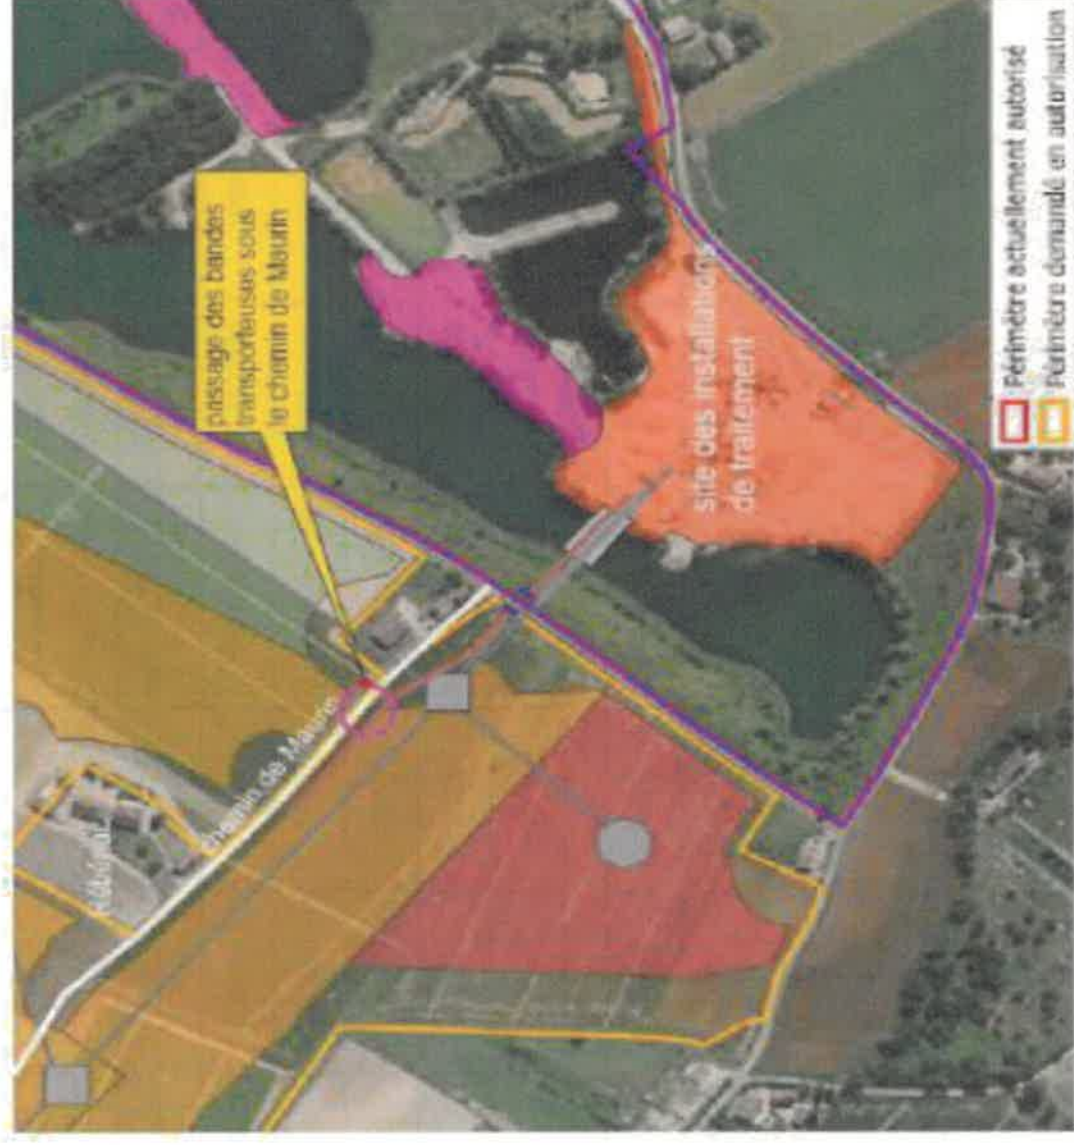 passage des bandes
transporteuses sous
le chemin de Maurin
Chemin de Maurin
site des installations
de traitement
Périmètre actuellement autorisé
Périmètre demandé en autorisation